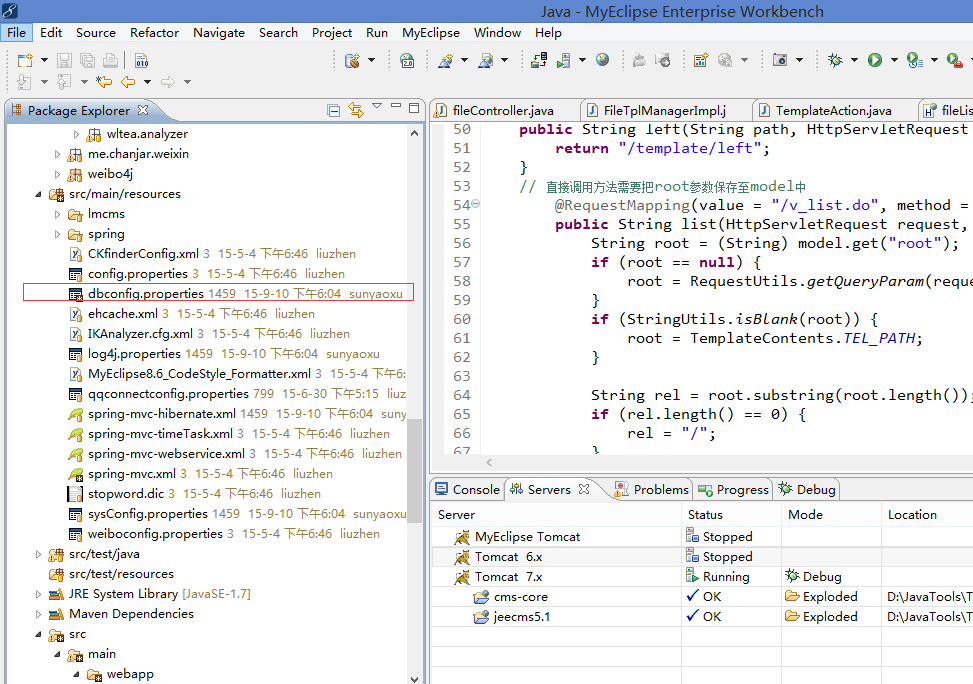 Java - MyEclipse Enterprise Workbench
File Edit Source Refactor Navigate Search Project Run MyEclipse Window Help
Package Explorer
wltea.analyzer
me.chanjar.weixin
weibo4j
src/main/resources
lmcms
spring
CKfinderConfig.xml 3 15-5-4 下午6:46 liuzhen
config.properties 3 15-5-4 下午6:46 liuzhen
dbconfig.properties 1459 15-9-10 下午6:04 sunyaoxu
ehcache.xml 3 15-5-4 下午6:46 liuzhen
IKAnalyzer.cfg.xml 3 15-5-4 下午6:46 liuzhen
log4j.properties 1459 15-9-10 下午6:04 sunyaoxu
MyEclipse8.6_CodeStyle_Formatter.xml 3 15-5-4 下午6:
qqconnectconfig.properties 799 15-6-30 下午5:15 liuz
spring-mvc-hibernate.xml 1459 15-9-10 下午6:04 suny
spring-mvc-timeTask.xml 3 15-5-4 下午6:46 liuzhen
spring-mvc-webservice.xml 3 15-5-4 下午6:46 liuzhen
spring-mvc.xml 3 15-5-4 下午6:46 liuzhen
stopword.dic 3 15-5-4 下午6:46 liuzhen
sysConfig.properties 1459 15-9-10 下午6:04 sunyaoxu
weiboconfig.properties 3 15-5-4 下午6:46 liuzhen
src/test/java
src/test/resources
JRE System Library [JavaSE-1.7]
Maven Dependencies
src
main
webapp
fileController.java FileTplManagerImpl.j TemplateAction.java fileLis
50 public String left(String path, HttpServletRequest
51 return "/template/left";
52 }
53 // 直接调用方法需要把root参数保存至model中
54 @RequestMapping(value = "/v_list.do", method =
55 public String list(HttpServletRequest request,
56 String root = (String) model.get("root");
57 if (root == null) {
58 root = RequestUtils.getQueryParam(reque
59 }
60 if (StringUtils.isBlank(root)) {
61 root = TemplateContents.TEL_PATH;
62 }
63
64 String rel = root.substring(root.length());
65 if (rel.length() == 0) {
66 rel = "/";
67 }
Console Servers Problems Progress Debug
Server Status Mode Location
MyEclipse Tomcat Stopped
Tomcat 6.x Stopped
Tomcat 7.x Running Debug
cms-core OK Exploded D:\JavaTools\T
jeecms5.1 OK Exploded D:\JavaTools\T